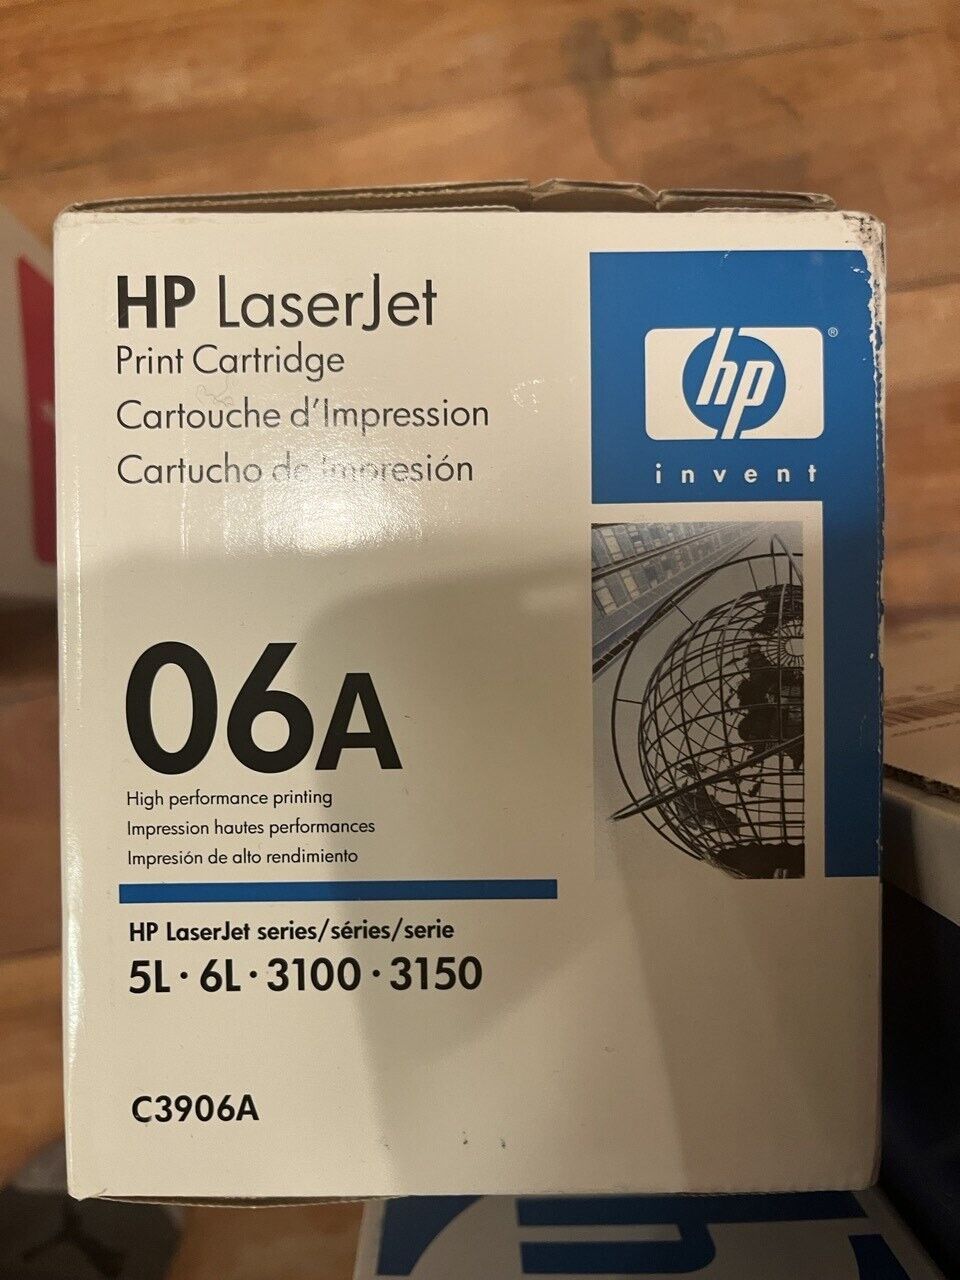 HP LaserJet
Print Cartridge
Cartouche d'Impression
Cartucho de Impresión
hp
®
invent
06A
High performance printing
Impression hautes performances
Impresión de alto rendimiento
HP LaserJet series/séries/serie
5L · 6L · 3100 · 3150
C3906A